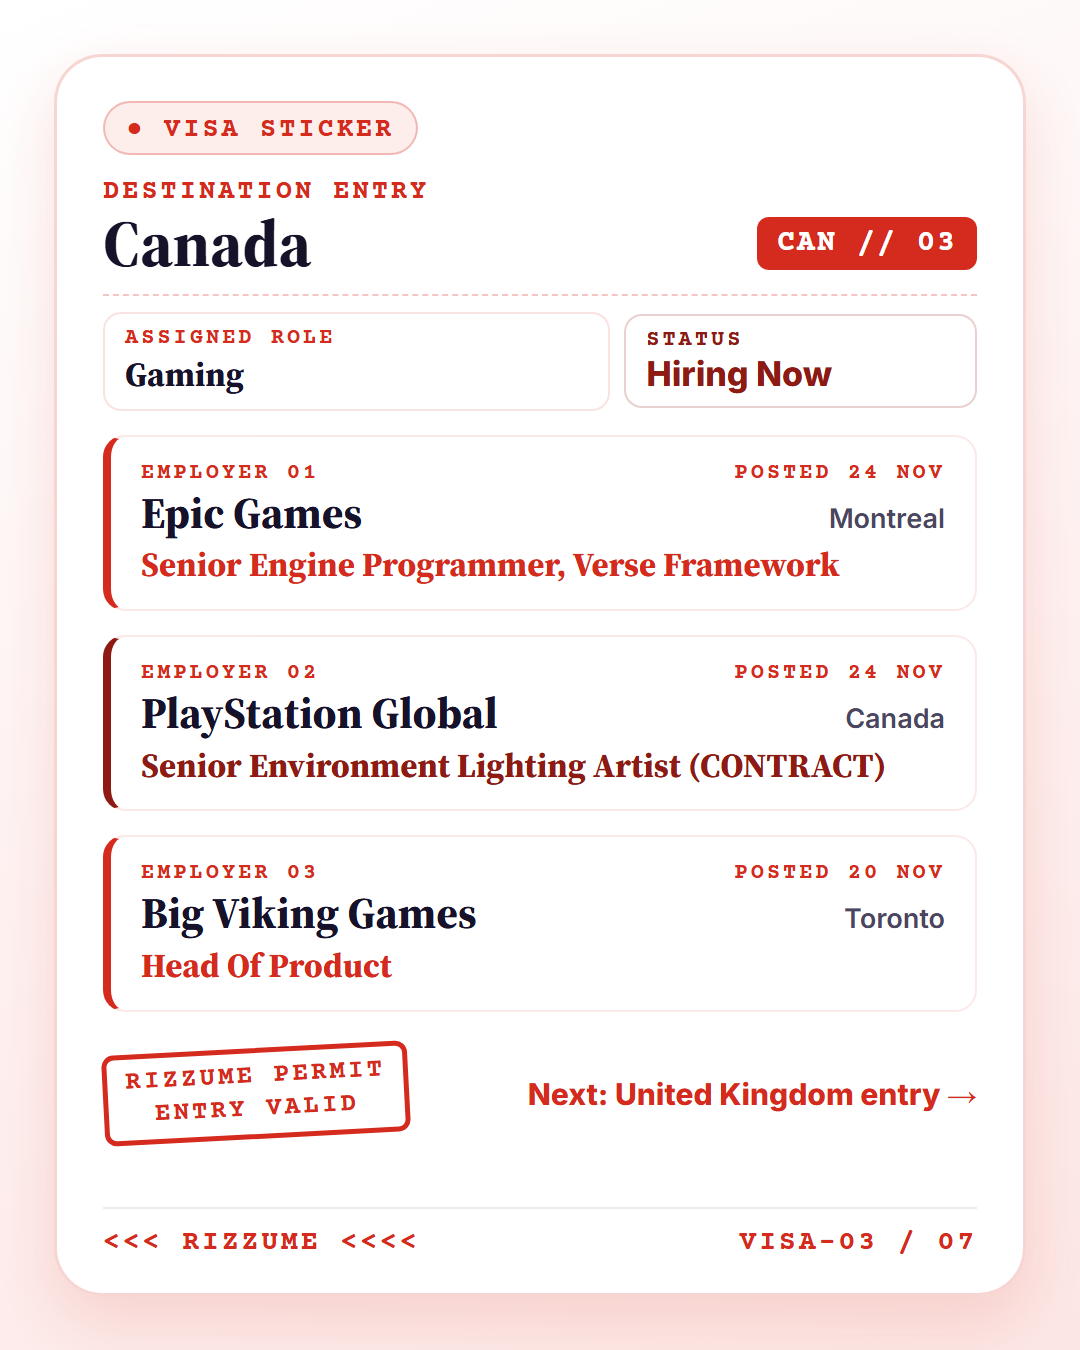 • VISA STICKER
DESTINATION ENTRY
Canada
CAN // 03
ASSIGNED ROLE
Gaming
STATUS
Hiring Now
EMPLOYER 01
POSTED 24 NOV
Epic Games
Montreal
Senior Engine Programmer, Verse Framework
EMPLOYER 02
POSTED 24 NOV
PlayStation Global
Canada
Senior Environment Lighting Artist (CONTRACT)
EMPLOYER 03
POSTED 20 NOV
Big Viking Games
Toronto
Head Of Product
RIZZUME PERMIT
ENTRY VALID
Next: United Kingdom entry→
<<< RIZZUME <<<<
VISA-03 / 07